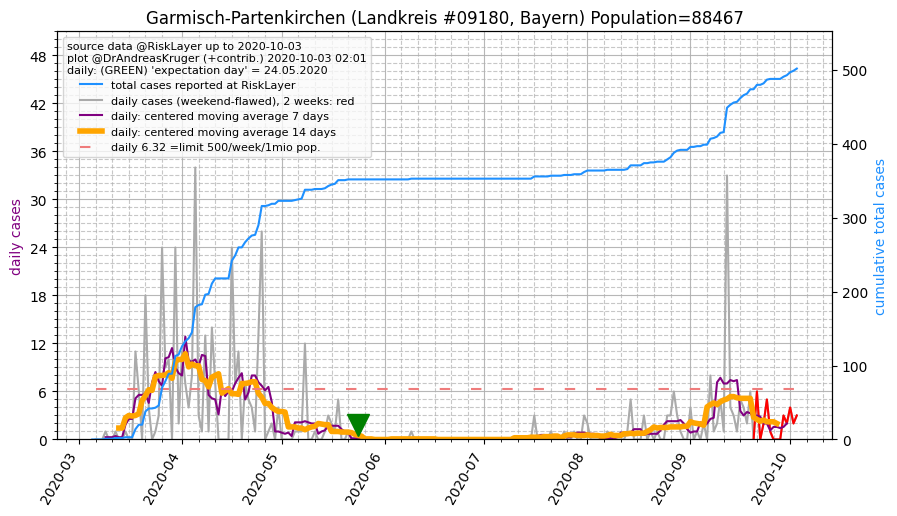 Garmisch-Partenkirchen (Landkreis #09180, Bayern) Population=88467
source data @RiskLayer up to 2020-10-03
plot @DrAndreasKruger (+contrib.) 2020-10-03 02:01
daily: (GREEN) 'expectation day' = 24.05.2020
total cases reported at RiskLayer
daily cases (weekend-flawed), 2 weeks: red
daily: centered moving average 7 days
daily: centered moving average 14 days
daily 6.32 =limit 500/week/1mio pop.
daily cases
48
42
36
30
24
18
12
6
0
500
400
300
200
100
0
cumulative total cases
2020-03
2020-04
2020-05
2020-06
2020-07
2020-08
2020-09
2020-10